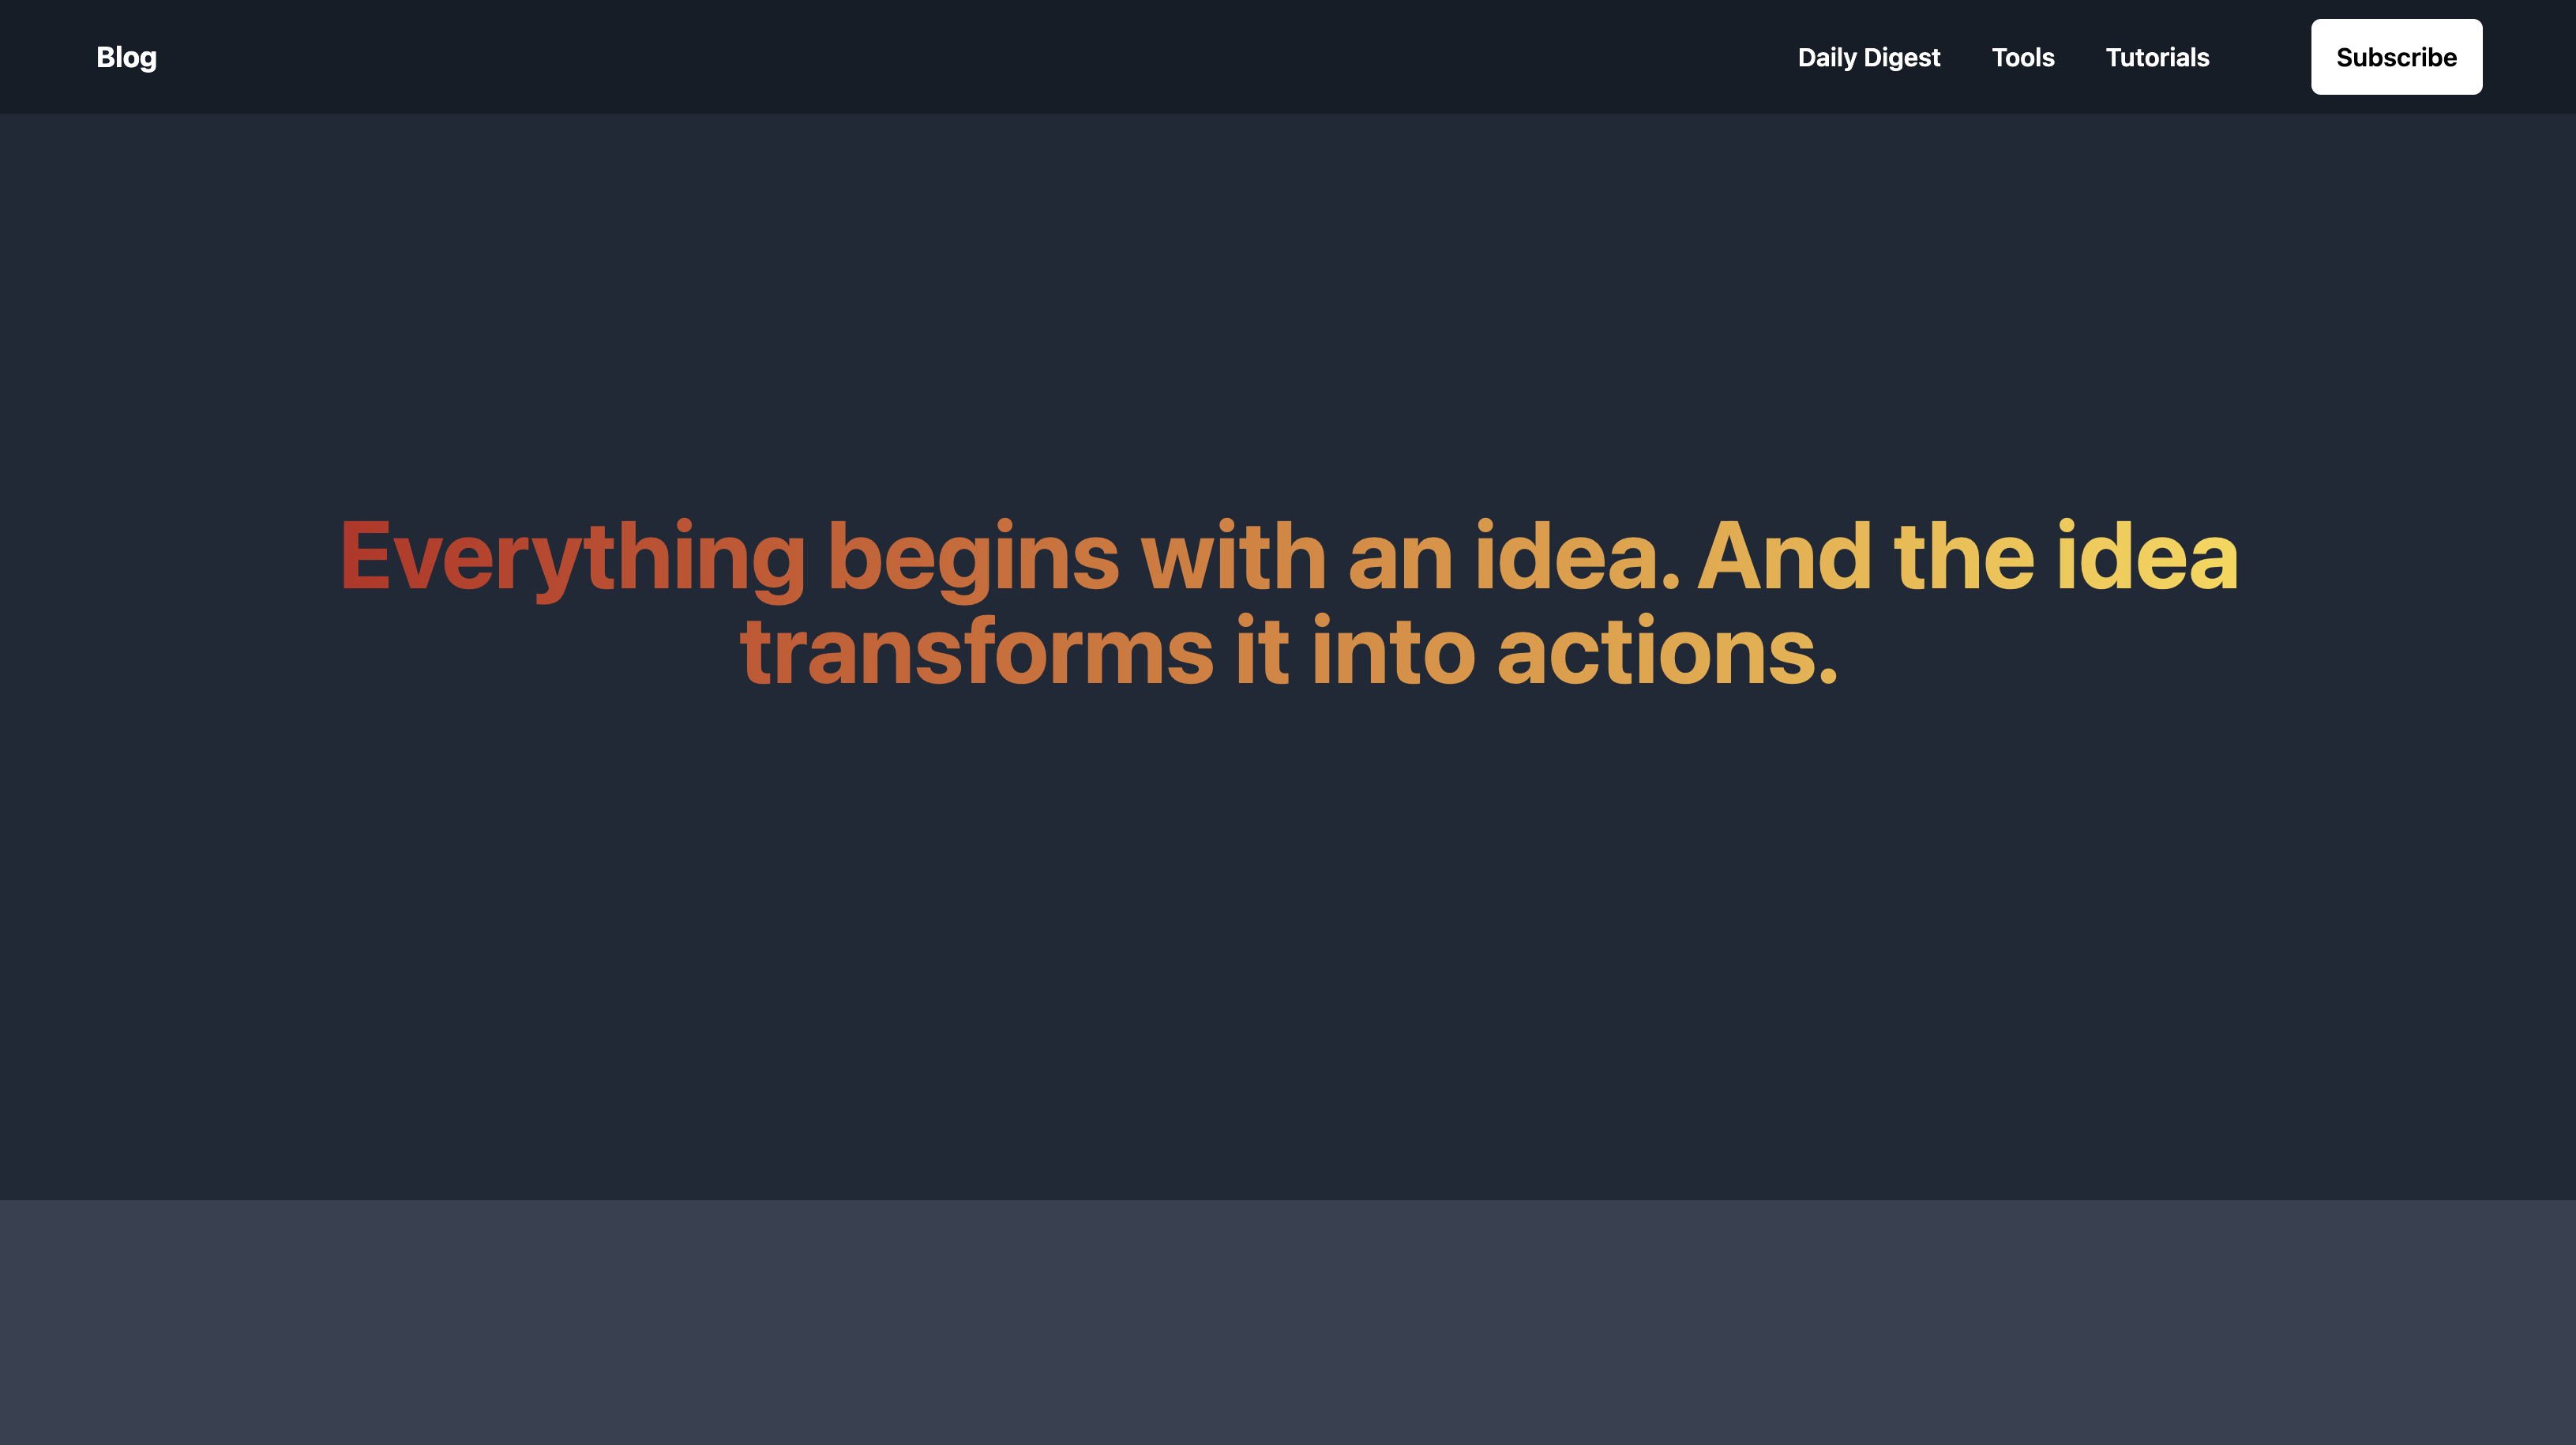 Blog
Daily Digest Tools Tutorials Subscribe
Everything begins with an idea. And the idea
transforms it into actions.